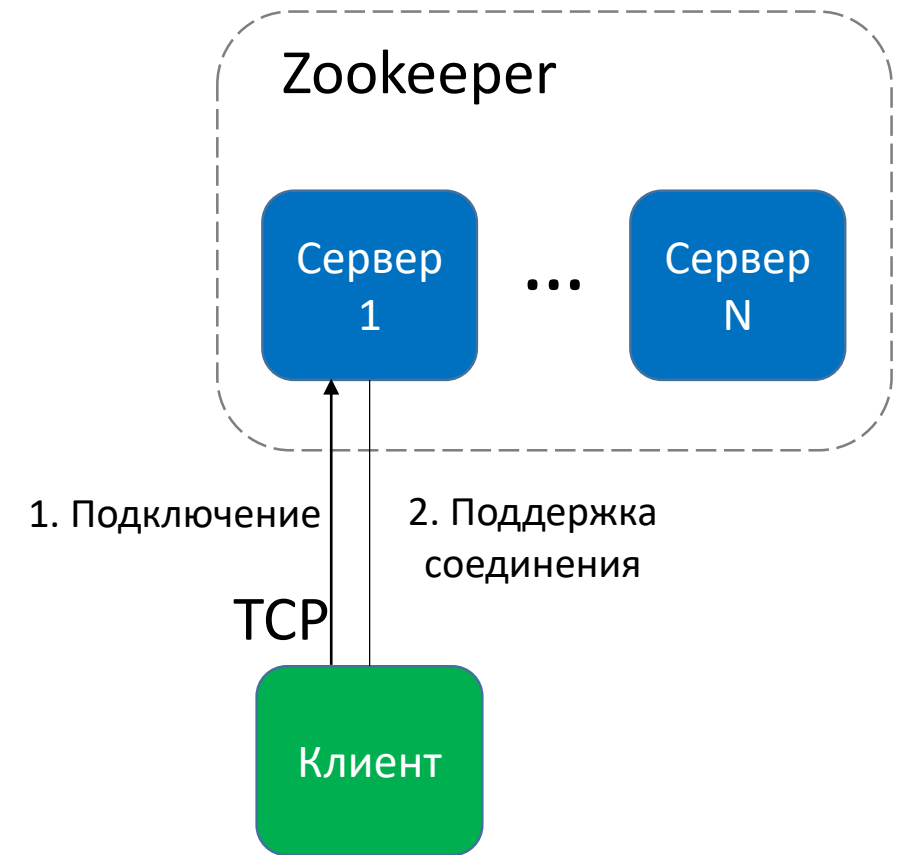 Zookeeper
Сервер
1
...
Сервер
N
1. Подключение
2. Поддержка
соединения
TCP
Клиент